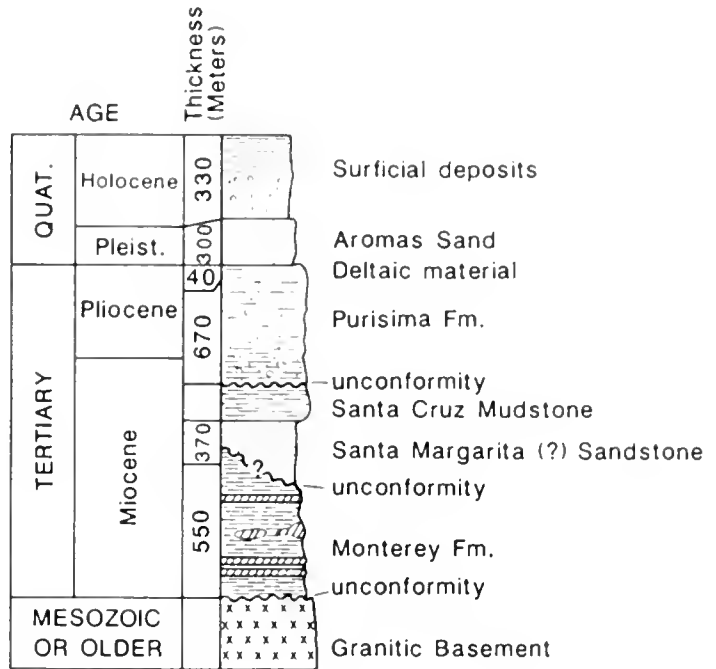 AGE
Thickness
(Meters)
QUAT.
Holocene
330
Surficial deposits
Pleist.
300
Aromas Sand
Deltaic material
TERTIARY
Pliocene
40
670
Purisima Fm.
unconformity
Santa Cruz Mudstone
Miocene
370
Santa Margarita (?) Sandstone
?
unconformity
550
Monterey Fm.
unconformity
MESOZOIC
OR OLDER
Granitic Basement